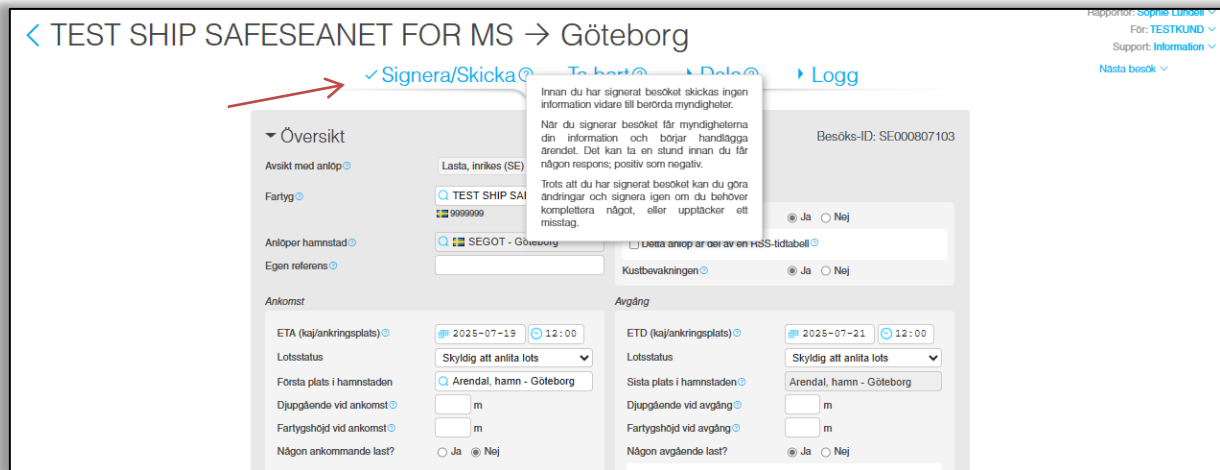 Rapportör: Sophie Lundell
TEST SHIP SAFESEANET FOR MS → Göteborg
För: TESTKUND
Support: Information
Nästa besök
Signera/Skicka Ta bort Dela Logg
Innan du har signerat besöket skickas ingen
information vidare till berörda myndigheter.
När du signerar besöket får myndigheterna
din information och börjar handlägga
ärendet. Det kan ta en stund innan du får
någon respons; positiv som negativ.
Trots att du har signerat besöket kan du göra
ändringar och signera igen om du behöver
komplettera något, eller upptäcker ett
misstag.
Översikt
Besöks-ID: SE000807103
Avsikt med anlöp Lasta, inrikes (SE)
Fartyg TEST SHIP SA
9999999
Ja Nej
Anlöper hamnstad SEGOT - Göteborg
Detta anlöp är del av en HSS-tidtabell
Egen referens
Kustbevakningen Ja Nej
Ankomst
ETA (kaj/ankringsplats) 2025-07-19 12:00
Lotsstatus Skyldig att anlita lots
Första plats i hamnstaden Arendal, hamn - Göteborg
Djupgående vid ankomst m
Fartygshöjd vid ankomst m
Någon ankommande last? Ja Nej
Avgång
ETD (kaj/ankringsplats) 2025-07-21 12:00
Lotsstatus Skyldig att anlita lots
Sista plats i hamnstaden Arendal, hamn - Göteborg
Djupgående vid avgång m
Fartygshöjd vid avgång m
Någon avgående last? Ja Nej